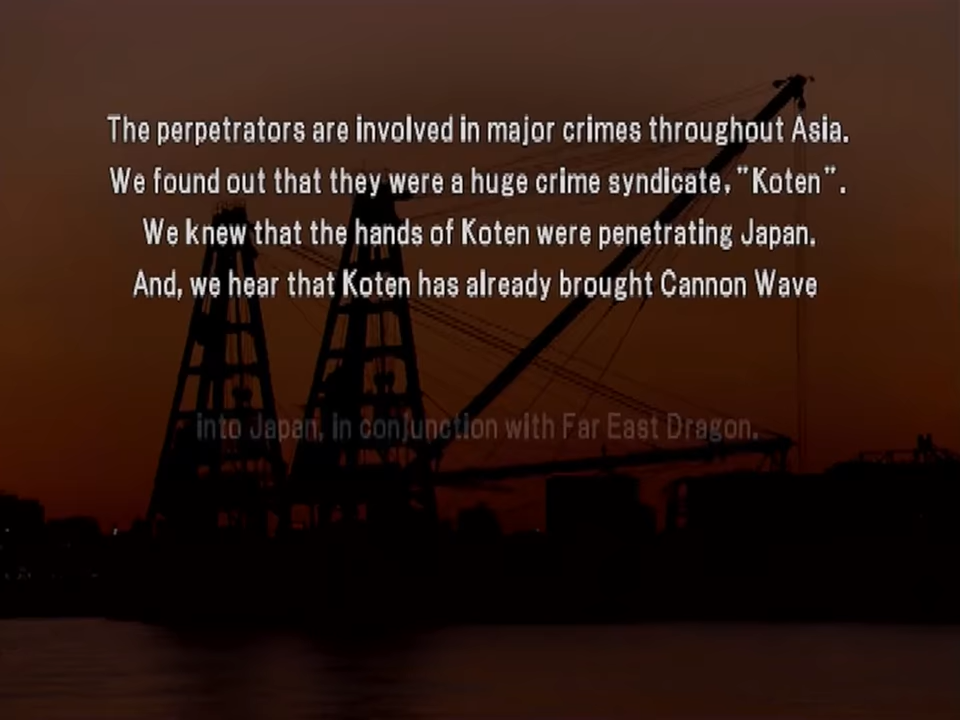 The perpetrators are involved in major crimes throughout Asia.
We found out that they were a huge crime syndicate, "Koten".
We knew that the hands of Koten were penetrating Japan.
And, we hear that Koten has already brought Cannon Wave
into Japan, in conjunction with Far East Dragon.